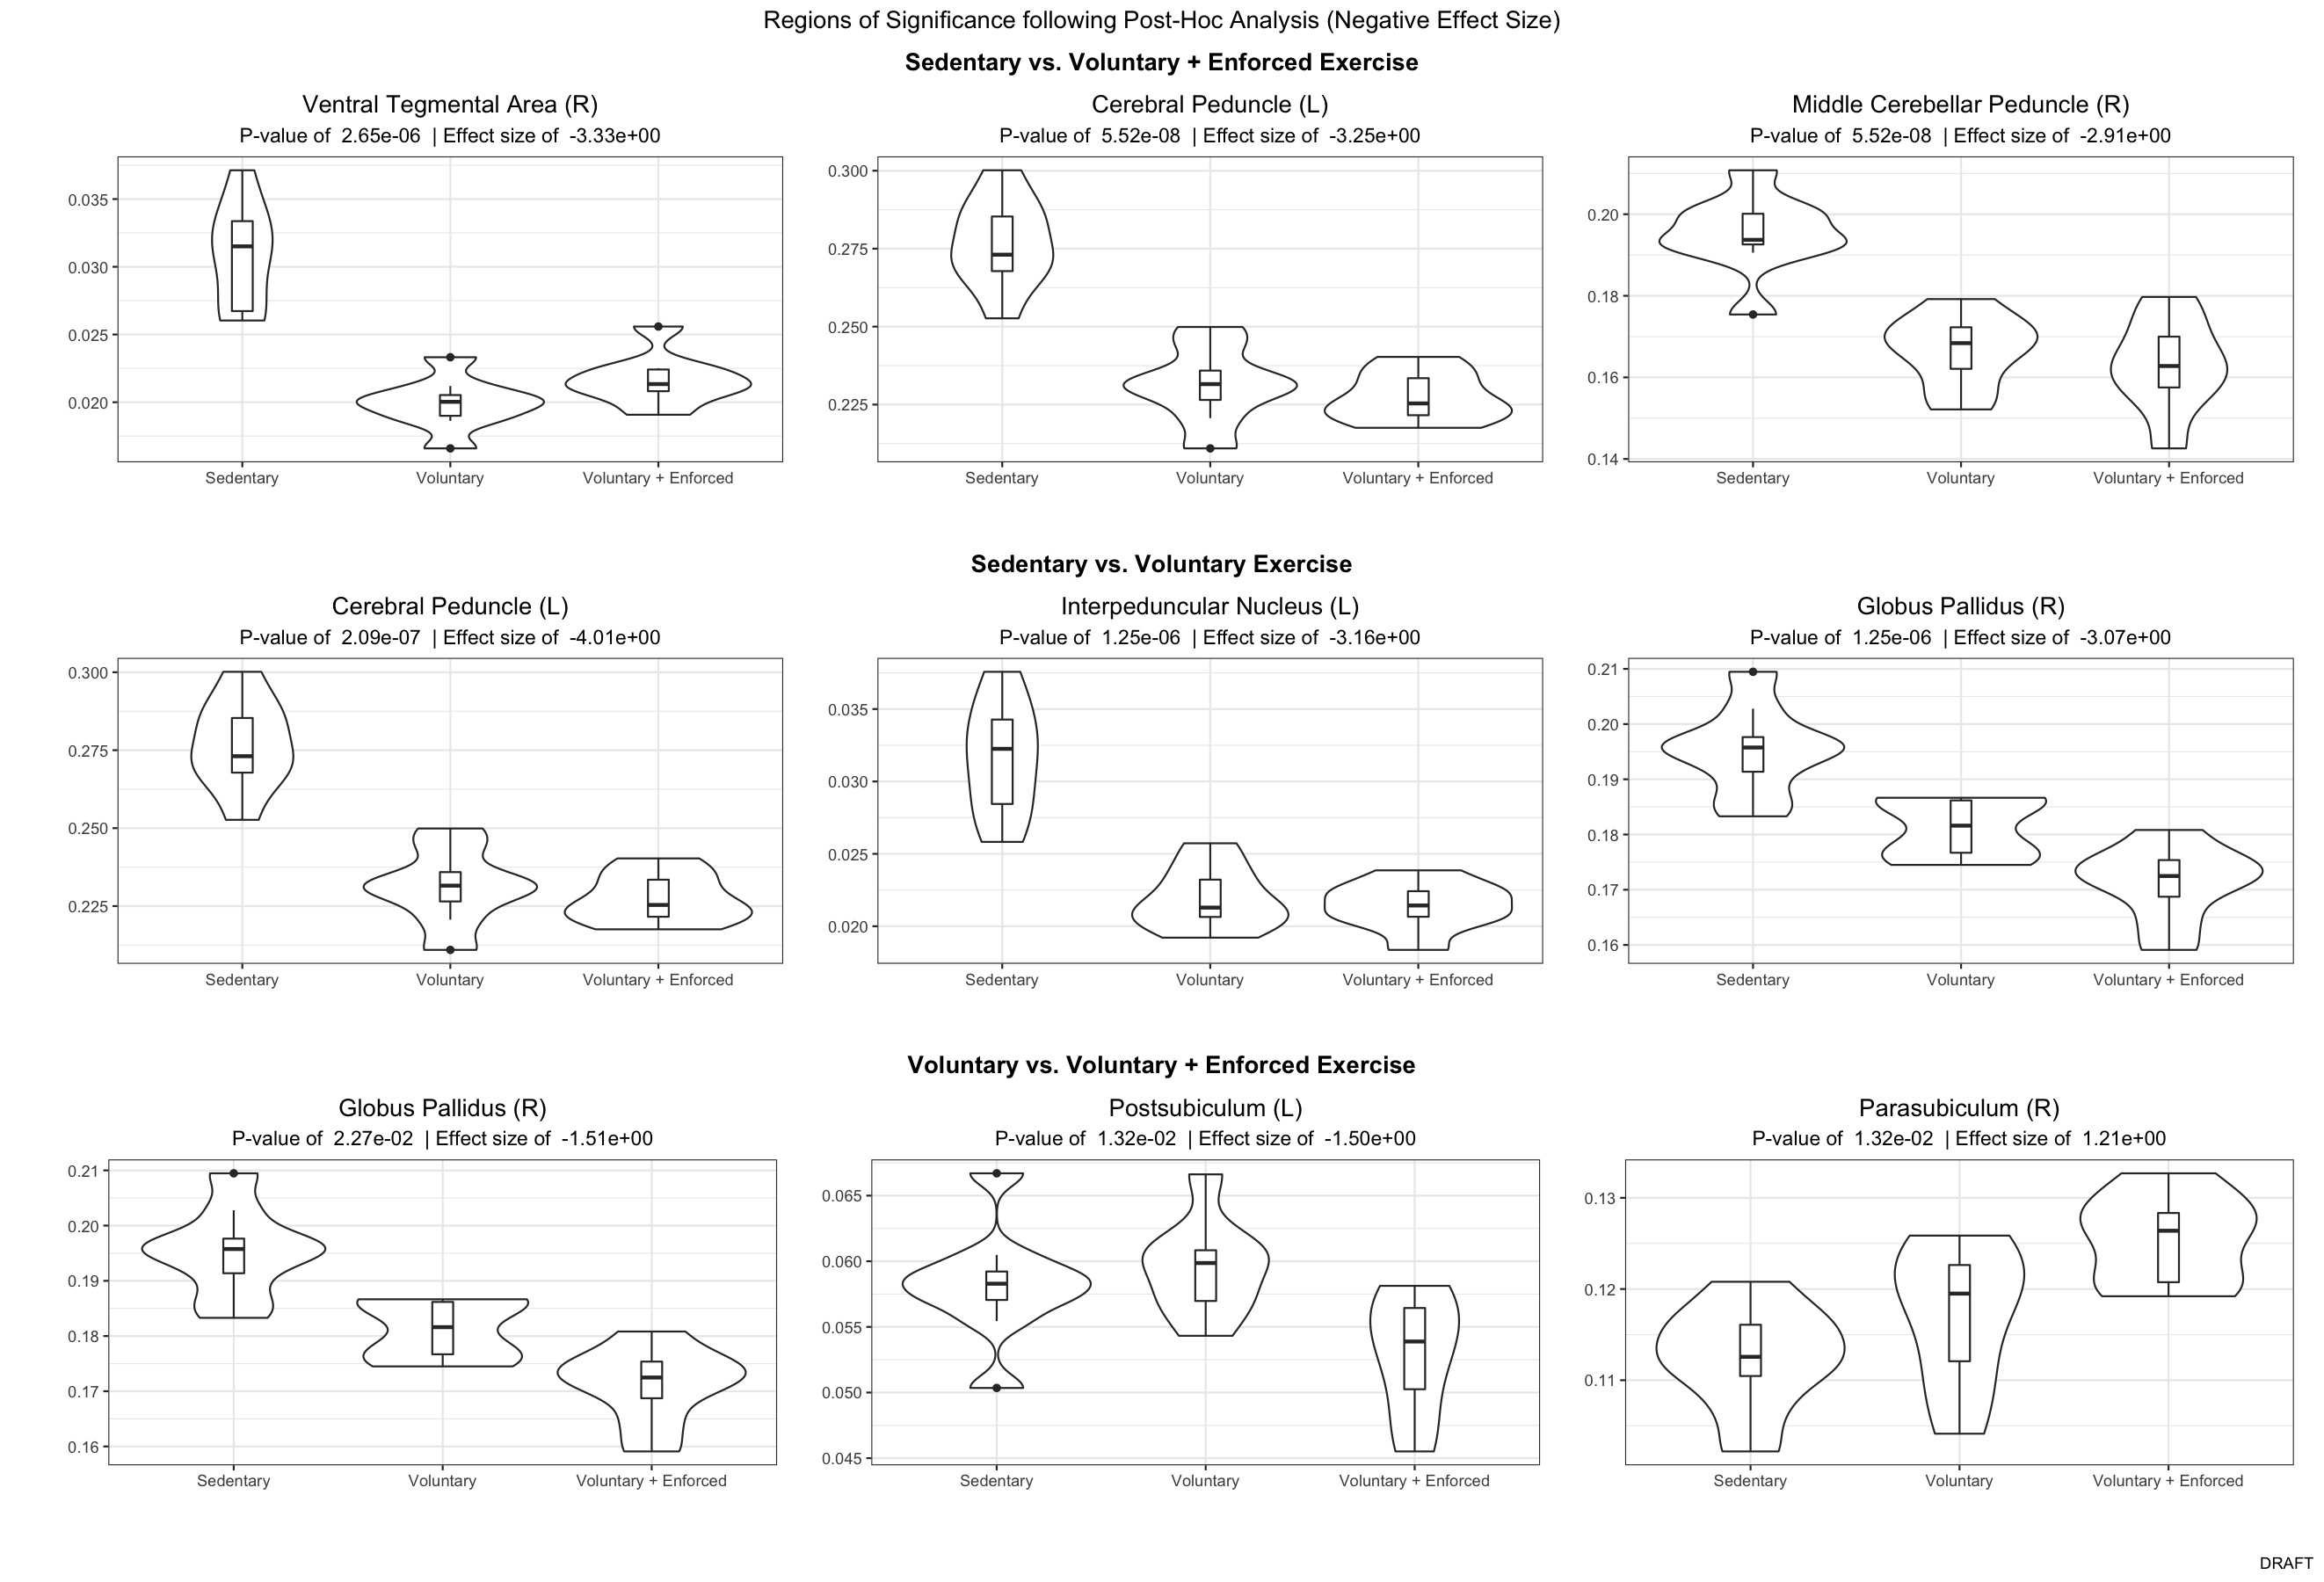 Regions of Significance following Post-Hoc Analysis (Negative Effect Size)
Sedentary vs. Voluntary + Enforced Exercise
Ventral Tegmental Area (R)
P-value of 2.65e-06 | Effect size of -3.33e+00
0.035
0.030
0.025
0.020
Sedentary Voluntary Voluntary + Enforced
Cerebral Peduncle (L)
P-value of 5.52e-08 | Effect size of -3.25e+00
0.300
0.275
0.250
0.225
Sedentary Voluntary Voluntary + Enforced
Middle Cerebellar Peduncle (R)
P-value of 5.52e-08 | Effect size of -2.91e+00
0.20
0.18
0.16
0.14
Sedentary Voluntary Voluntary + Enforced
Sedentary vs. Voluntary Exercise
Cerebral Peduncle (L)
P-value of 2.09e-07 | Effect size of -4.01e+00
0.300
0.275
0.250
0.225
Sedentary Voluntary Voluntary + Enforced
Interpeduncular Nucleus (L)
P-value of 1.25e-06 | Effect size of -3.16e+00
0.035
0.030
0.025
0.020
Sedentary Voluntary Voluntary + Enforced
Globus Pallidus (R)
P-value of 1.25e-06 | Effect size of -3.07e+00
0.21
0.20
0.19
0.18
0.17
0.16
Sedentary Voluntary Voluntary + Enforced
Voluntary vs. Voluntary + Enforced Exercise
Globus Pallidus (R)
P-value of 2.27e-02 | Effect size of -1.51e+00
0.21
0.20
0.19
0.18
0.17
0.16
Sedentary Voluntary Voluntary + Enforced
Postsubiculum (L)
P-value of 1.32e-02 | Effect size of -1.50e+00
0.065
0.060
0.055
0.050
0.045
Sedentary Voluntary Voluntary + Enforced
Parasubiculum (R)
P-value of 1.32e-02 | Effect size of 1.21e+00
0.13
0.12
0.11
Sedentary Voluntary Voluntary + Enforced
DRAFT